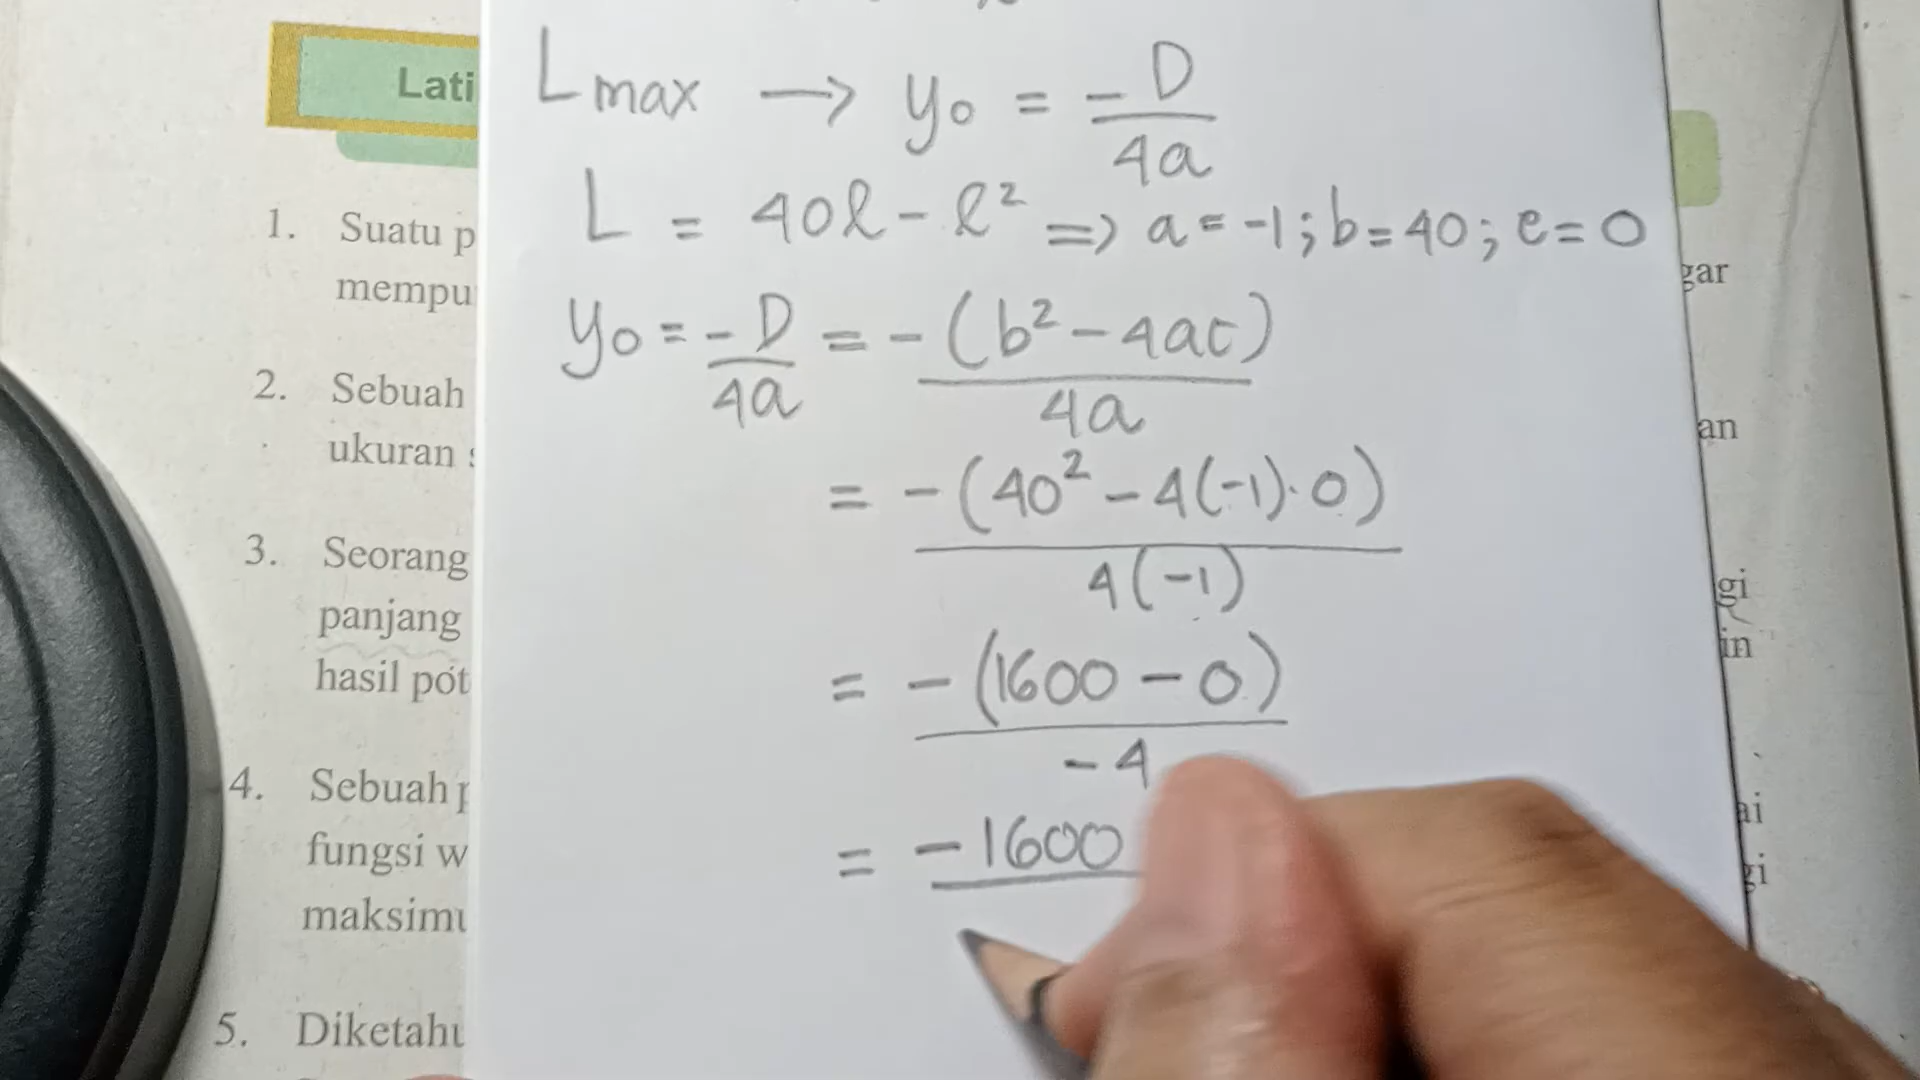 Lati
L max → y₀ = -D/4a
L = 40ℓ - ℓ² ⇒ a = -1; b = 40; c = 0
y₀ = -D/4a = -(b² - 4ac)/4a
= -(40² - 4(-1)·0)/4(-1)
= -(1600 - 0)/-4
= -1600
1. Suatu p
mempu
2. Sebuah
ukuran
3. Seorang
panjang
hasil pot
4. Sebuah p
fungsi w
maksimu
5. Diketahu
gar
an
gi
in
ai
gi